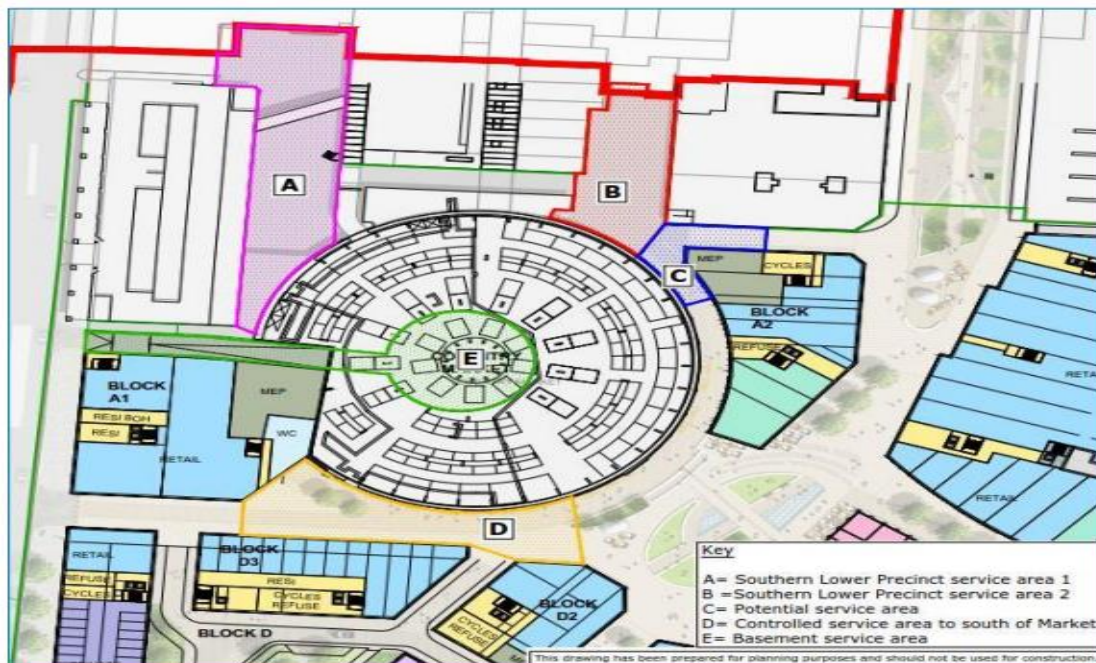 A
B
C
MEP
CYCLES
BLOCK
A2
REFUSE
E
BLOCK
A1
MEP
RESI BOH
RESI
WC
RETAIL
RETAIL
D
RETAIL
REFUSE
CYCLES
BLOCK
D3
RESI
CYCLES
REFUSE
BLOCK D
CYCLES
REFUSE
BLOCK
D2
Key
A= Southern Lower Precinct service area 1
B =Southern Lower Precinct service area 2
C= Potential service area
D= Controlled service area to south of Market
E= Basement service area
This drawing has been prepared for planning purposes and should not be used for construction